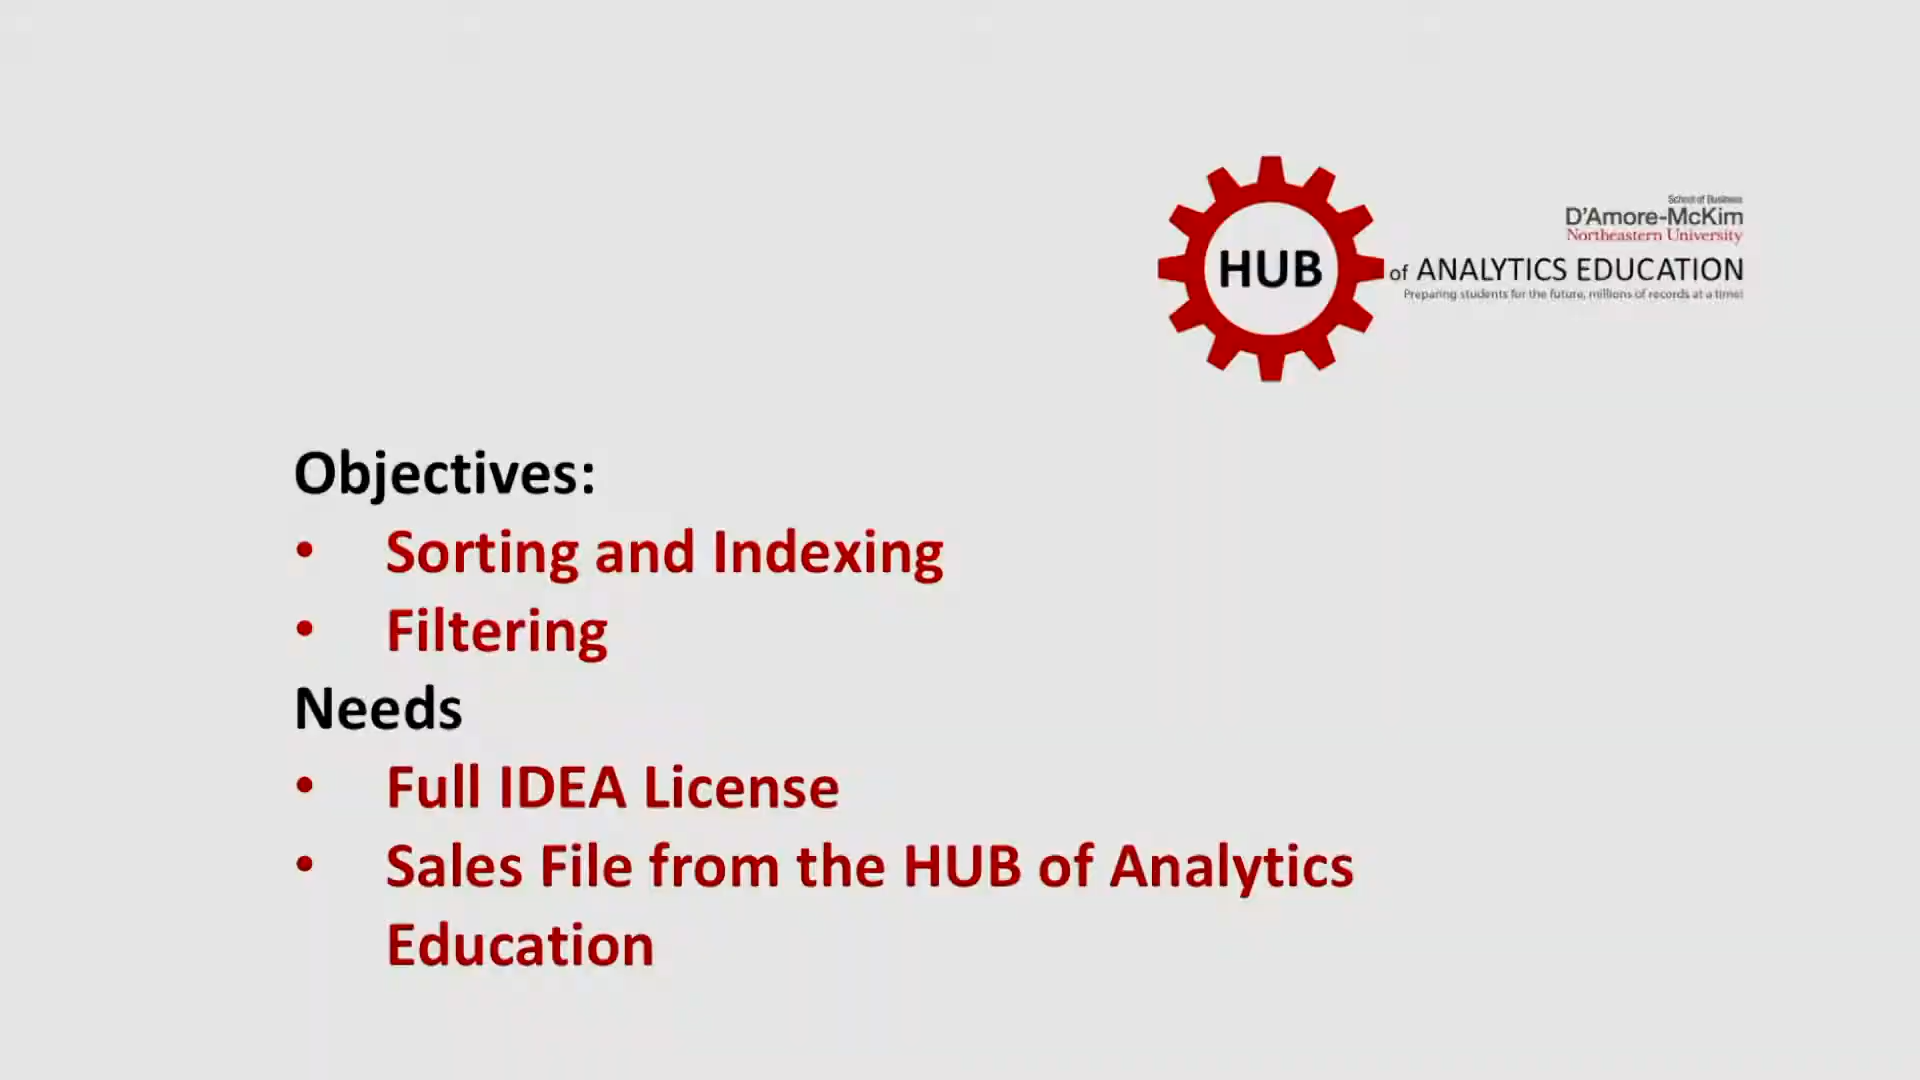 School of Business
D'Amore-McKim
Northeastern University
HUB of ANALYTICS EDUCATION
Preparing students for the future, millions of records at a time!
Objectives:
• Sorting and Indexing
• Filtering
Needs
• Full IDEA License
• Sales File from the HUB of Analytics
Education